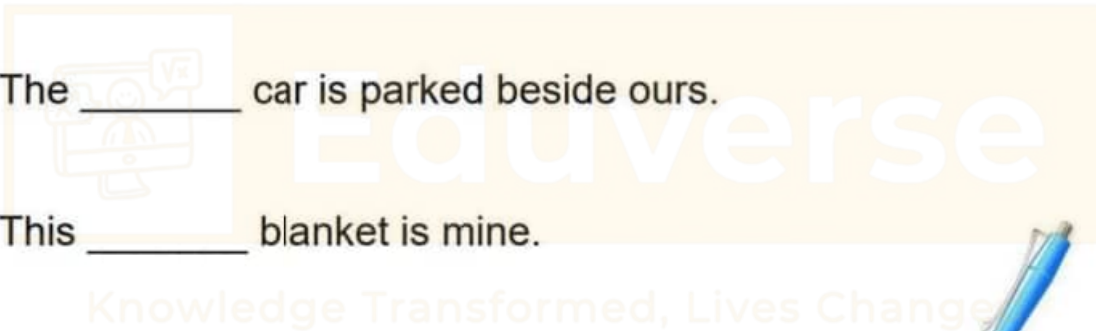 The ________ car is parked beside ours.
Eduverse
This ________ blanket is mine.
Knowledge Transformed, Lives Change